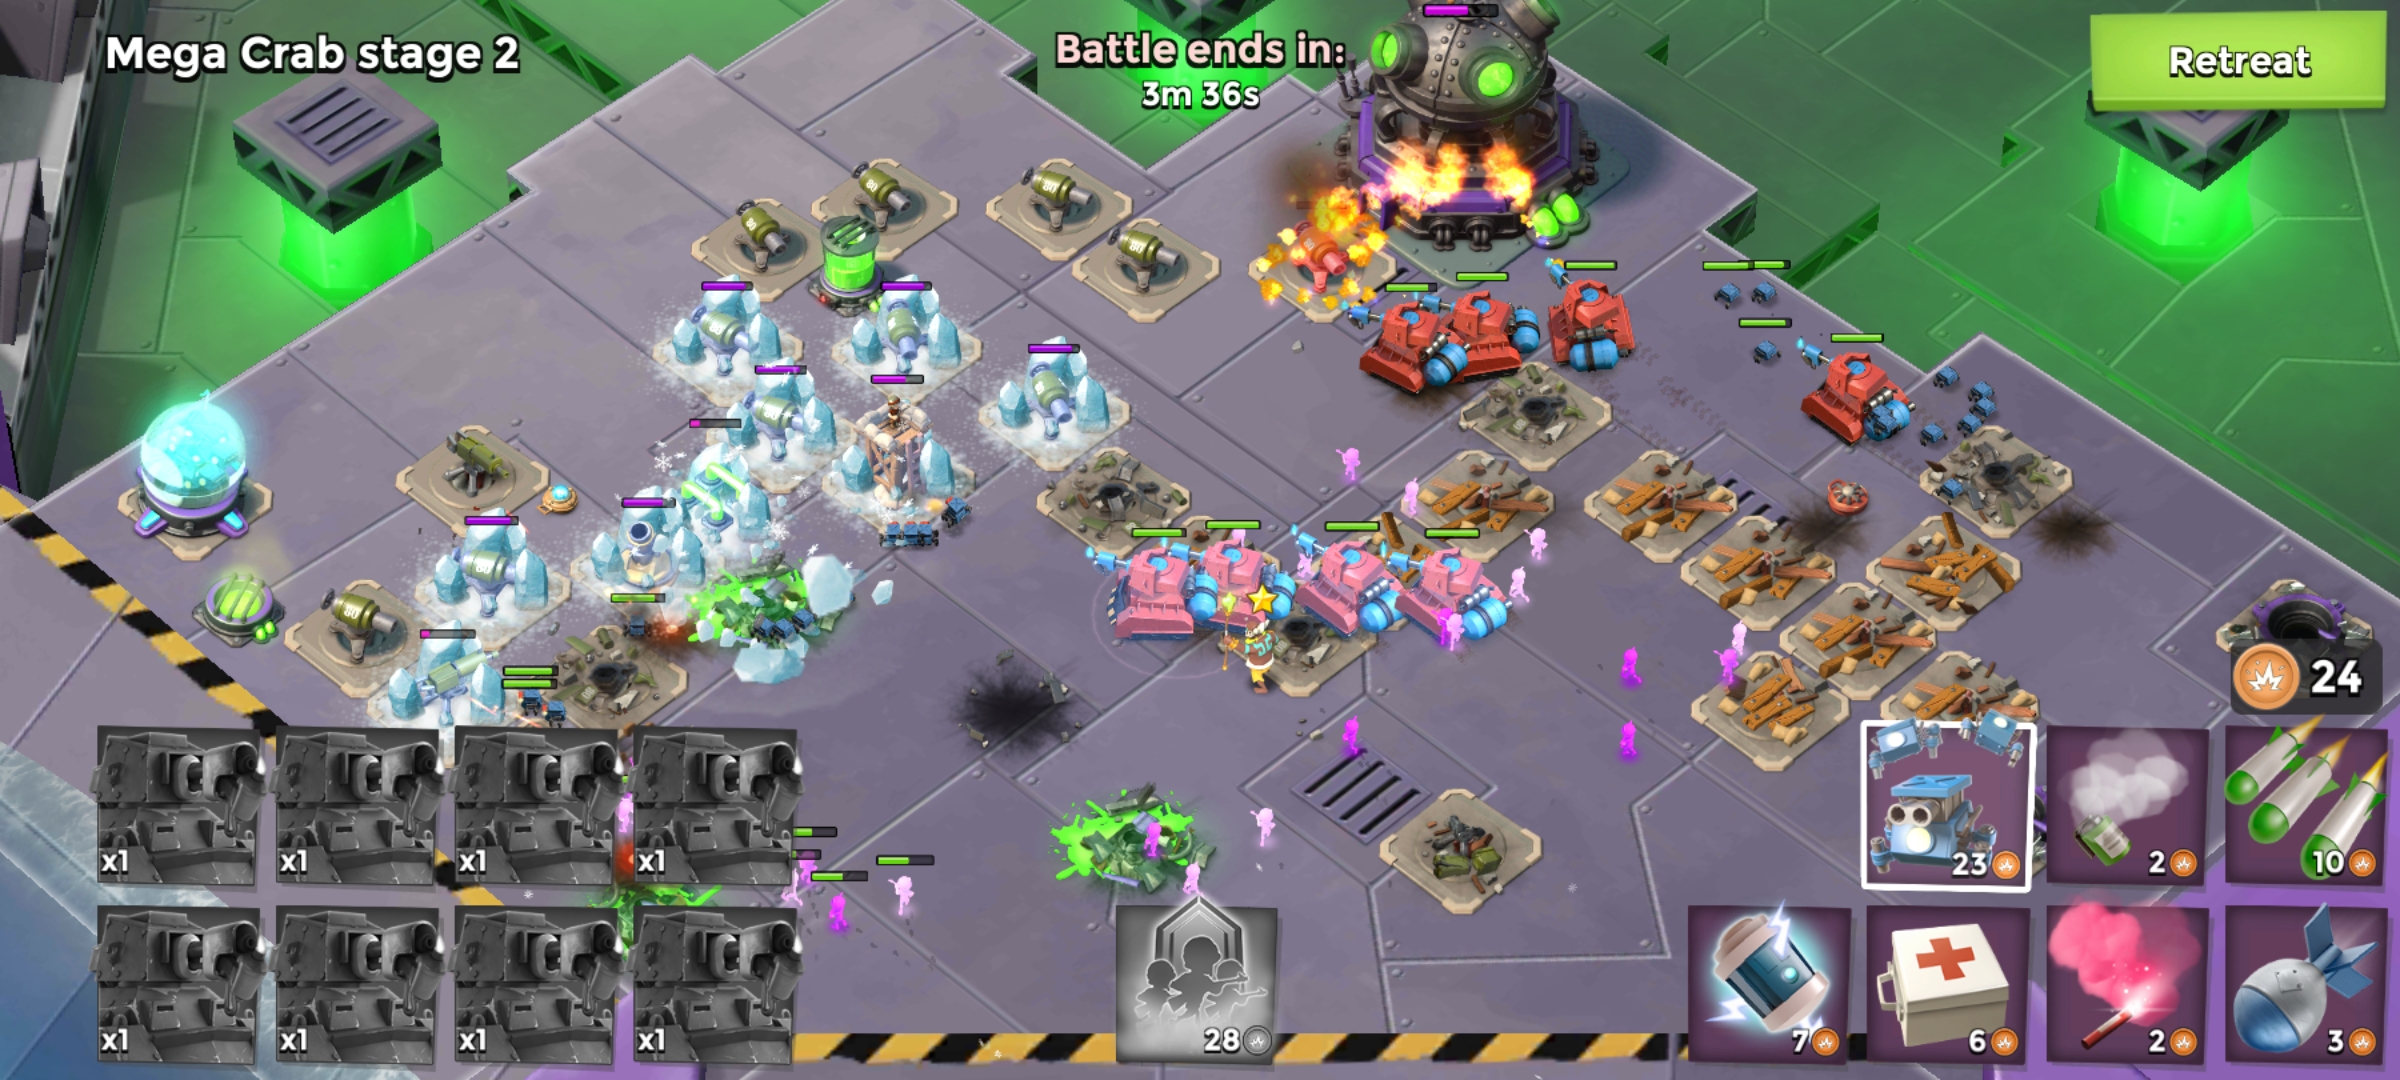 Mega Crab stage 2
Battle ends in:
3m 36s
Retreat
24
x1
x1
x1
x1
23
2
10
x1
x1
x1
x1
28
7
6
2
3